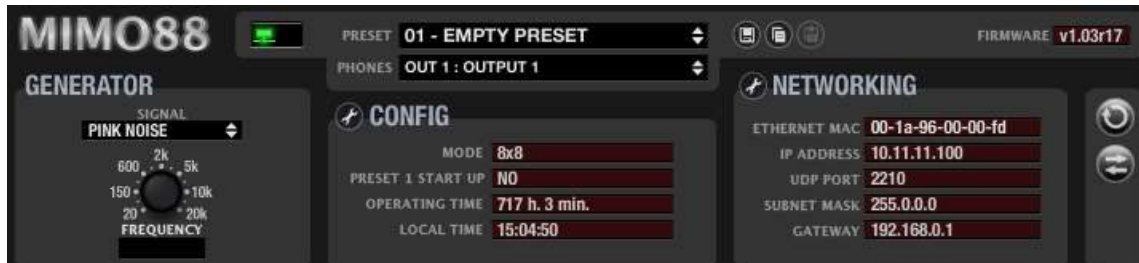 MIMO88
PRESET 01 - EMPTY PRESET
PHONES OUT 1 : OUTPUT 1
FIRMWARE v1.03r17
GENERATOR
SIGNAL
PINK NOISE
2k
600 5k
150 10k
20 20k
FREQUENCY
CONFIG
MODE 8x8
PRESET 1 START UP NO
OPERATING TIME 717 h. 3 min.
LOCAL TIME 15:04:50
NETWORKING
ETHERNET MAC 00-1a-96-00-00-fd
IP ADDRESS 10.11.11.100
UDP PORT 2210
SUBNET MASK 255.0.0.0
GATEWAY 192.168.0.1